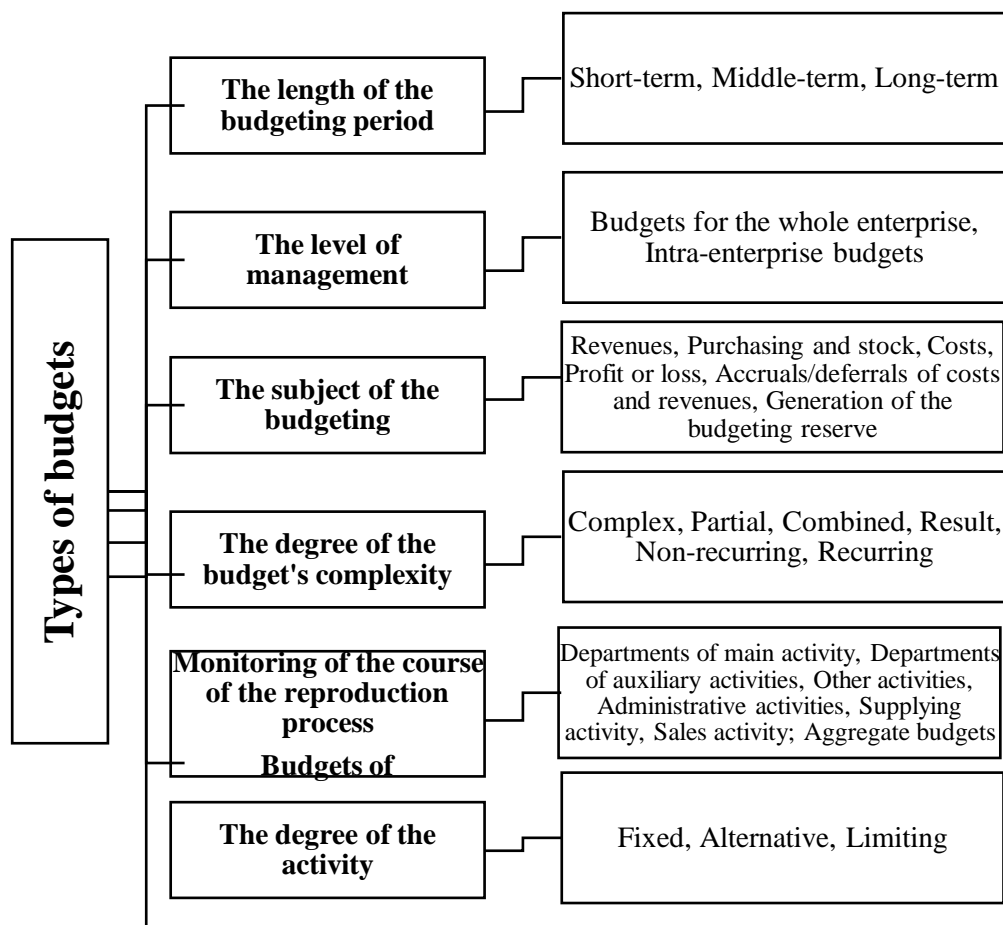 Types of budgets
The length of the
budgeting period
Short-term, Middle-term, Long-term
The level of
management
Budgets for the whole enterprise,
Intra-enterprise budgets
The subject of the
budgeting
Revenues, Purchasing and stock, Costs,
Profit or loss, Accruals/deferrals of costs
and revenues, Generation of the
budgeting reserve
The degree of the
budget's complexity
Complex, Partial, Combined, Result,
Non-recurring, Recurring
Monitoring of the course
of the reproduction
process
Budgets of
Departments of main activity, Departments
of auxiliary activities, Other activities,
Administrative activities, Supplying
activity, Sales activity; Aggregate budgets
The degree of the
activity
Fixed, Alternative, Limiting